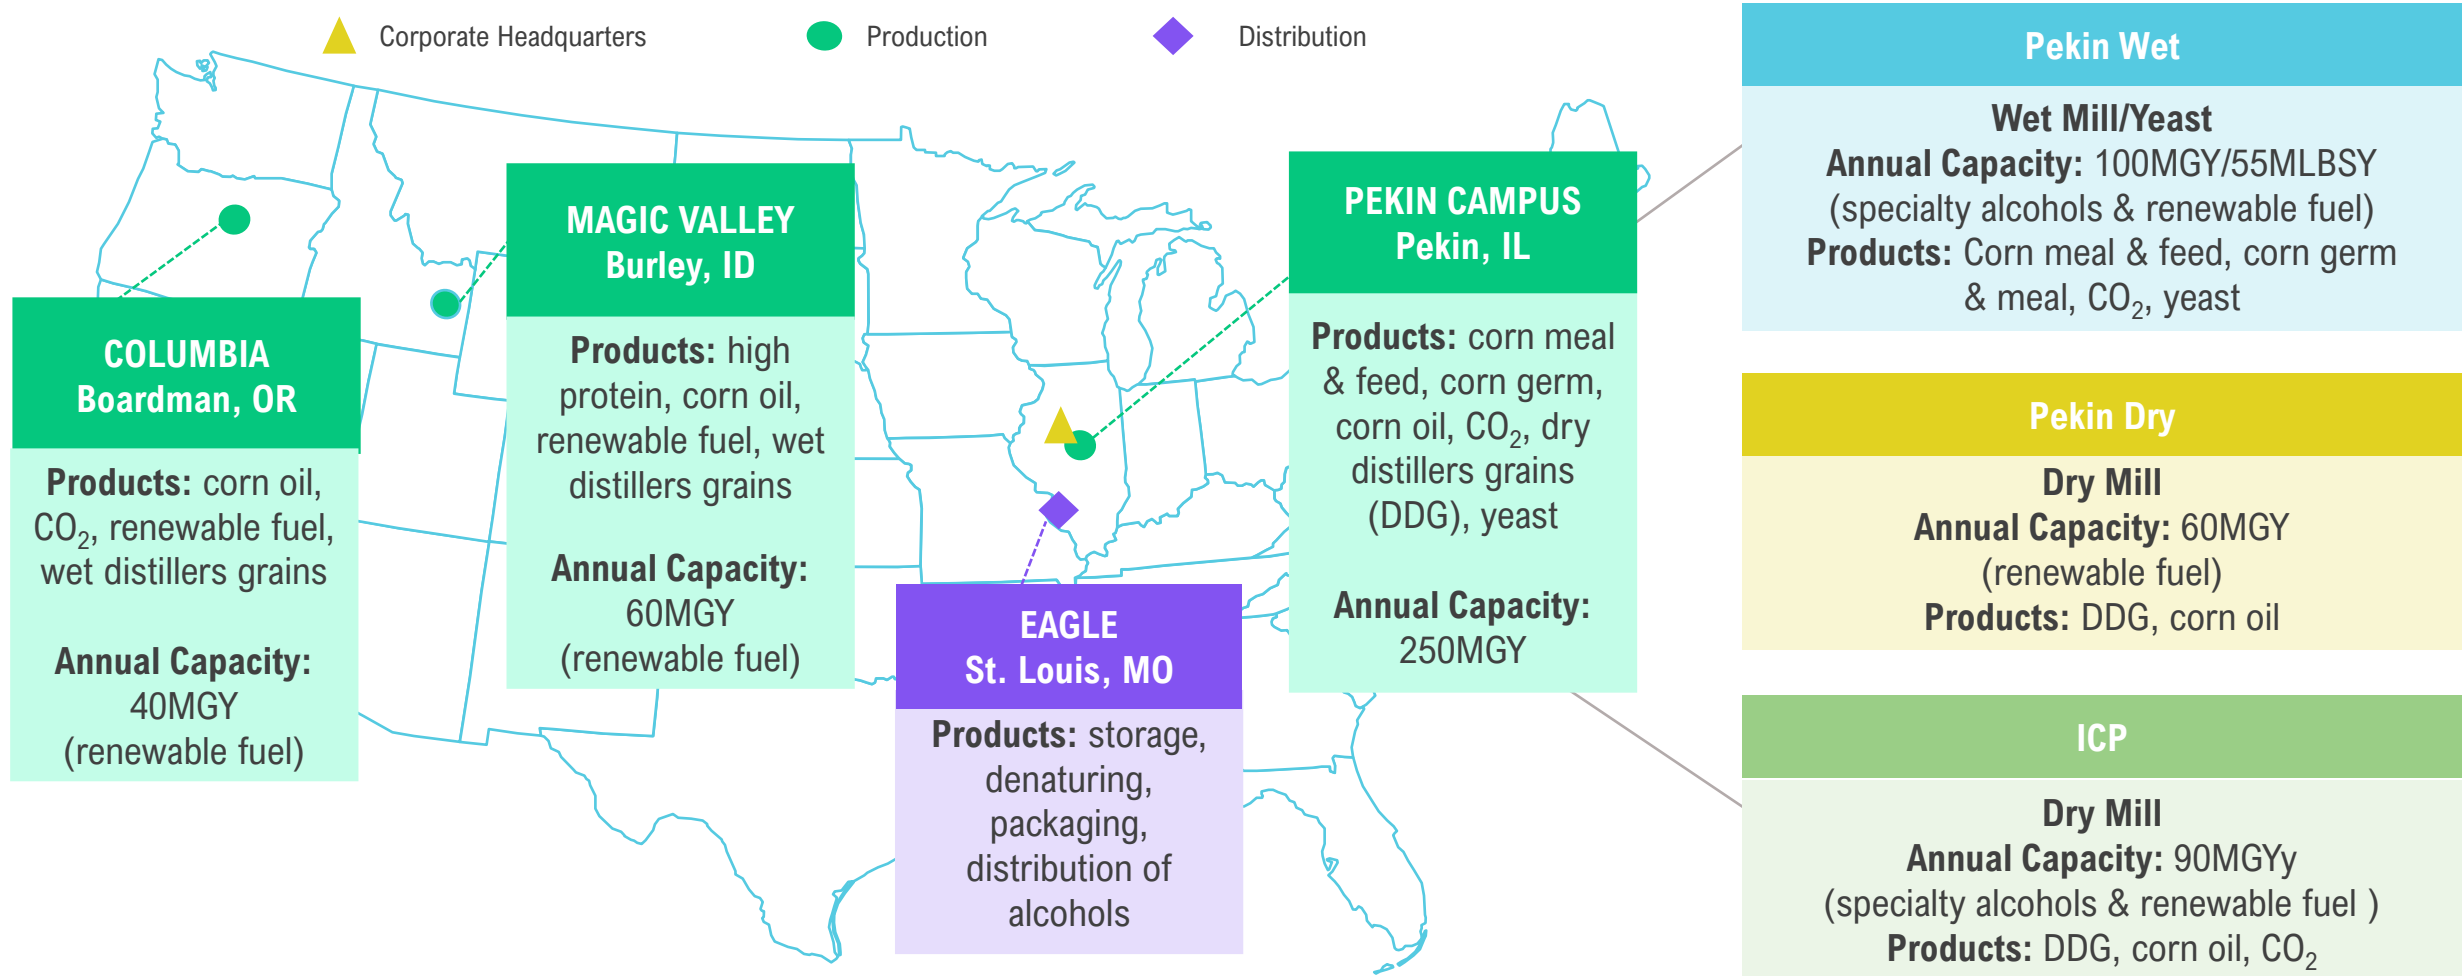 Corporate Headquarters
Production
Distribution
COLUMBIA
Boardman, OR
Products: corn oil,
CO₂, renewable fuel,
wet distillers grains
Annual Capacity:
40MGY
(renewable fuel)
MAGIC VALLEY
Burley, ID
Products: high
protein, corn oil,
renewable fuel, wet
distillers grains
Annual Capacity:
60MGY
(renewable fuel)
EAGLE
St. Louis, MO
Products: storage,
denaturing,
packaging,
distribution of
alcohols
PEKIN CAMPUS
Pekin, IL
Products: corn meal
& feed, corn germ,
corn oil, CO₂, dry
distillers grains
(DDG), yeast
Annual Capacity:
250MGY
Pekin Wet
Wet Mill/Yeast
Annual Capacity: 100MGY/55MLBSY
(specialty alcohols & renewable fuel)
Products: Corn meal & feed, corn germ
& meal, CO₂, yeast
Pekin Dry
Dry Mill
Annual Capacity: 60MGY
(renewable fuel)
Products: DDG, corn oil
ICP
Dry Mill
Annual Capacity: 90MGYy
(specialty alcohols & renewable fuel )
Products: DDG, corn oil, CO₂